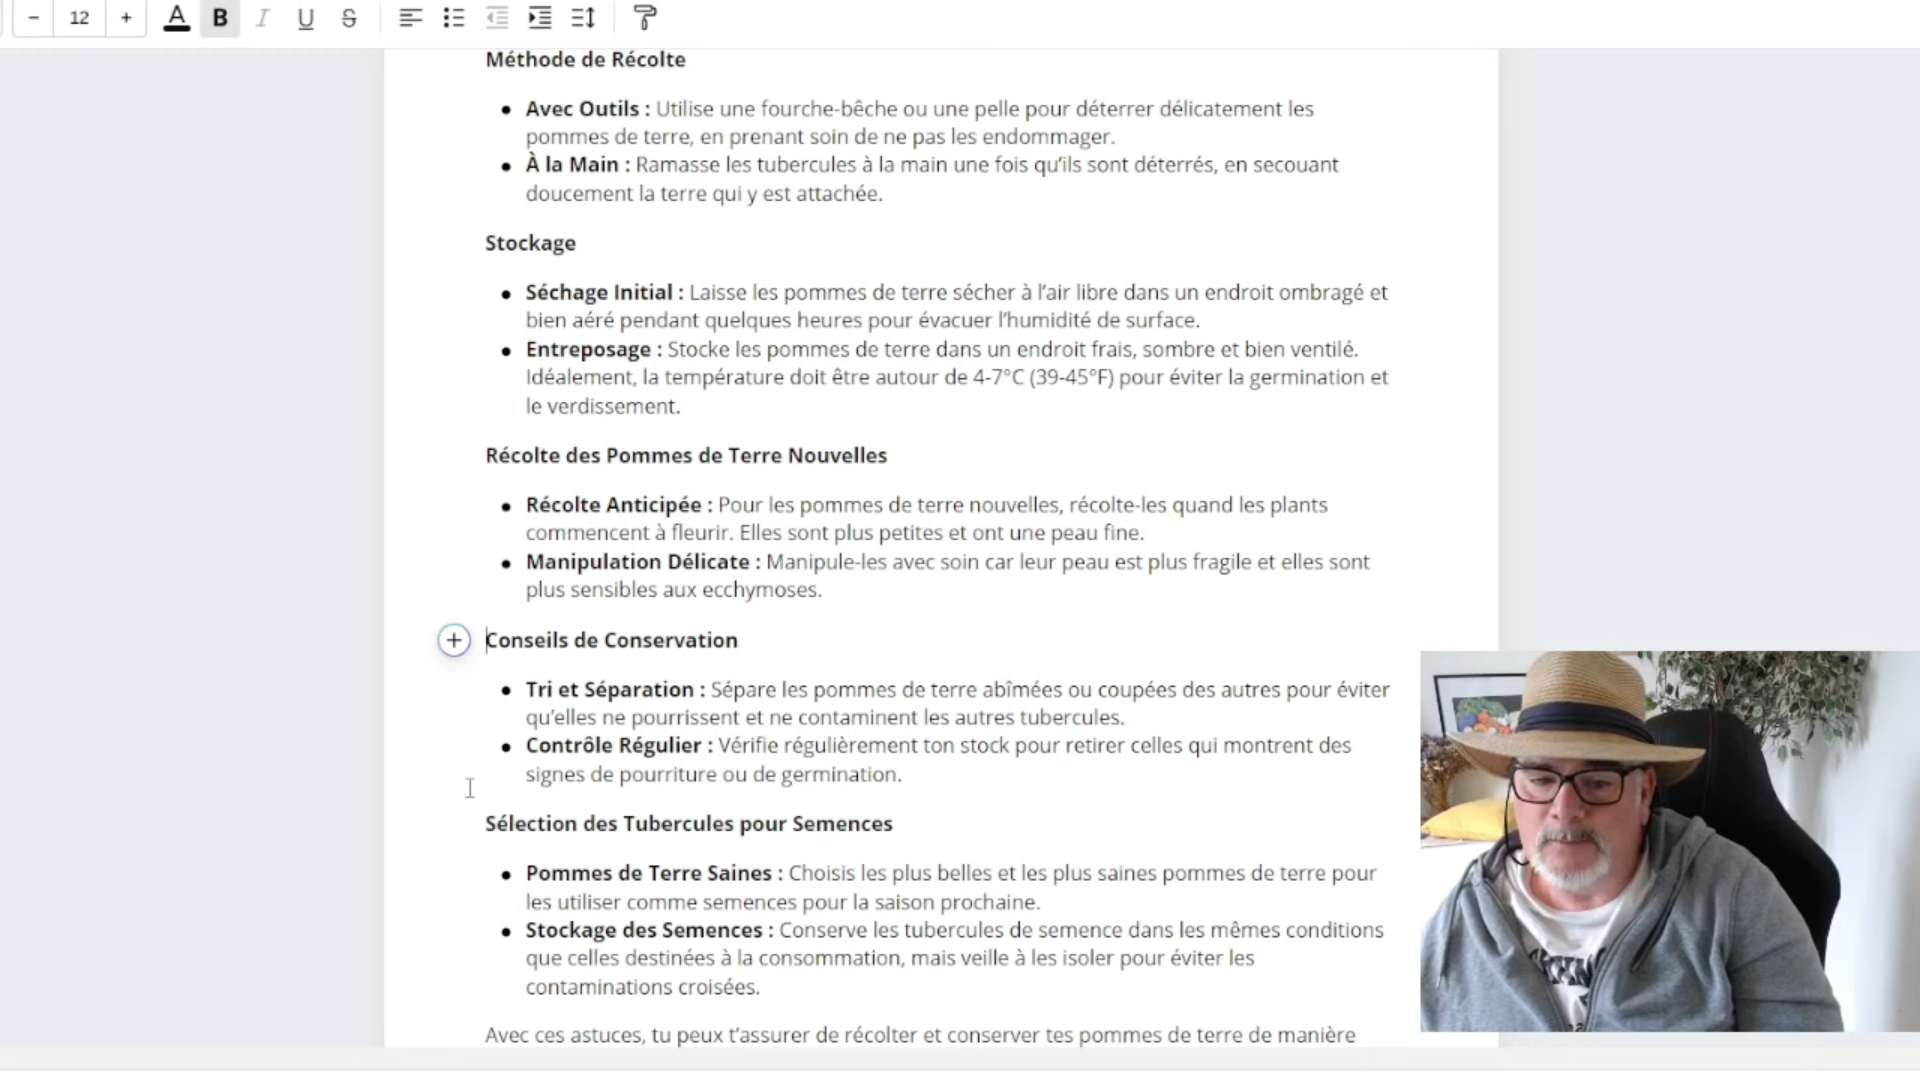 12
A B I U S
Méthode de Récolte
Avec Outils : Utilise une fourche-bêche ou une pelle pour déterrer délicatement les
pommes de terre, en prenant soin de ne pas les endommager.
À la Main : Ramasse les tubercules à la main une fois qu'ils sont déterrés, en secouant
doucement la terre qui y est attachée.
Stockage
Séchage Initial : Laisse les pommes de terre sécher à l'air libre dans un endroit ombragé et
bien aéré pendant quelques heures pour évacuer l'humidité de surface.
Entreposage : Stocke les pommes de terre dans un endroit frais, sombre et bien ventilé.
Idéalement, la température doit être autour de 4-7°C (39-45°F) pour éviter la germination et
le verdissement.
Récolte des Pommes de Terre Nouvelles
Récolte Anticipée : Pour les pommes de terre nouvelles, récolte-les quand les plants
commencent à fleurir. Elles sont plus petites et ont une peau fine.
Manipulation Délicate : Manipule-les avec soin car leur peau est plus fragile et elles sont
plus sensibles aux ecchymoses.
Conseils de Conservation
Tri et Séparation : Sépare les pommes de terre abîmées ou coupées des autres pour éviter
qu'elles ne pourrissent et ne contaminent les autres tubercules.
Contrôle Régulier : Vérifie régulièrement ton stock pour retirer celles qui montrent des
signes de pourriture ou de germination.
Sélection des Tubercules pour Semences
Pommes de Terre Saines : Choisis les plus belles et les plus saines pommes de terre pour
les utiliser comme semences pour la saison prochaine.
Stockage des Semences : Conserve les tubercules de semence dans les mêmes conditions
que celles destinées à la consommation, mais veille à les isoler pour éviter les
contaminations croisées.
Avec ces astuces, tu peux t'assurer de récolter et conserver tes pommes de terre de manière